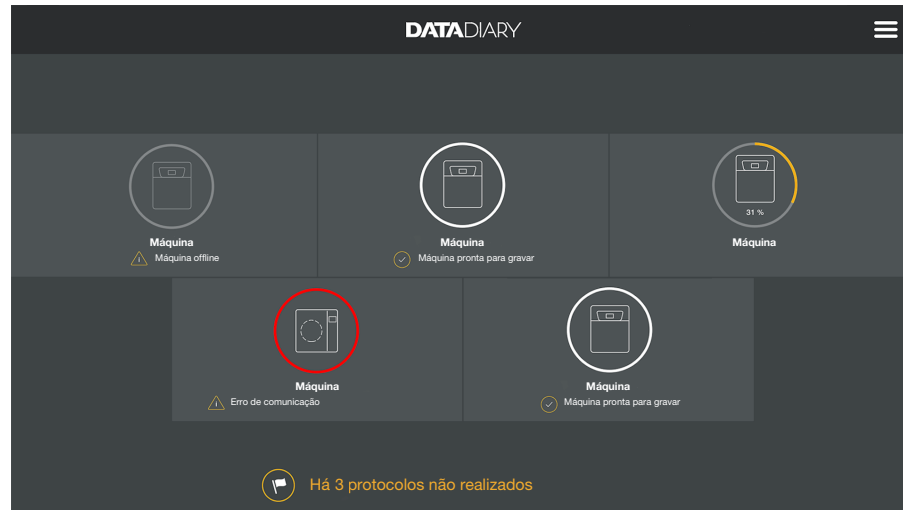 DATADIARY
Máquina
Máquina offline
Máquina
Máquina pronta para gravar
31 %
Máquina
Máquina
Erro de comunicação
Máquina
Máquina pronta para gravar
Há 3 protocolos não realizados